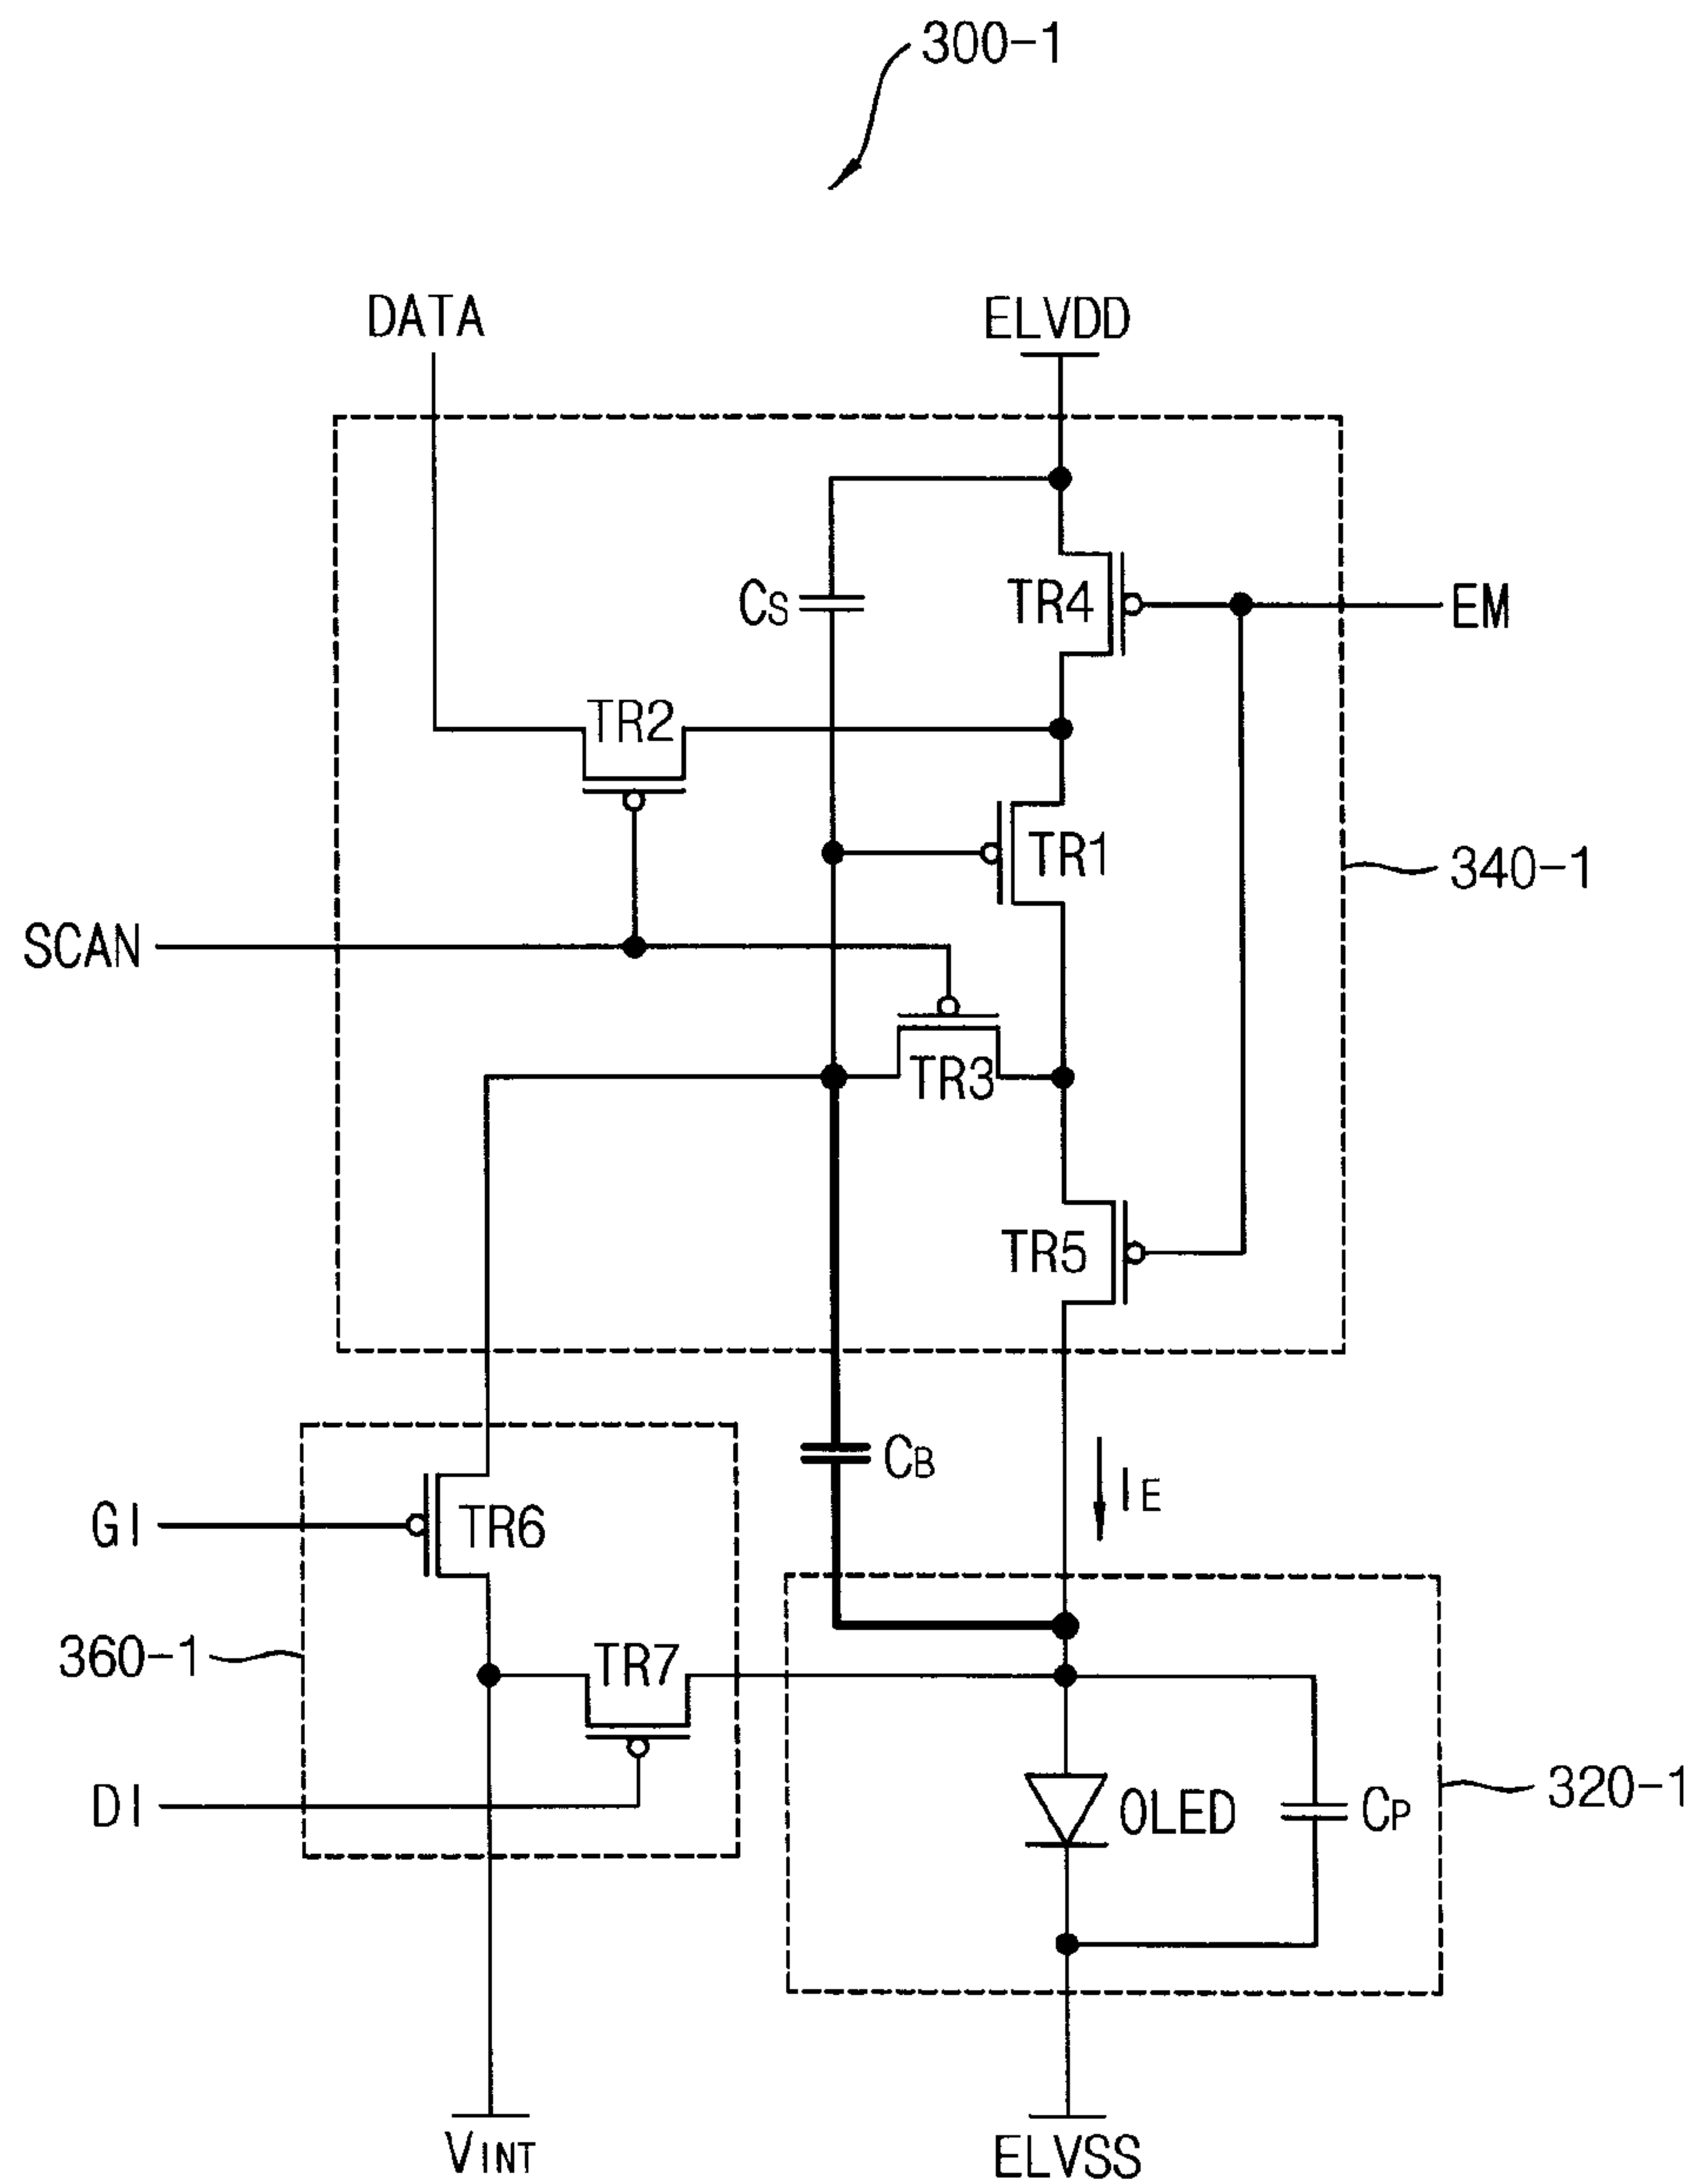 300-1
DATA
ELVDD
CS
TR4
EM
TR2
TR1
340-1
SCAN
TR3
TR5
CB
IE
GI
TR6
360-1
TR7
DI
OLED
CP
320-1
VINT
ELVSS